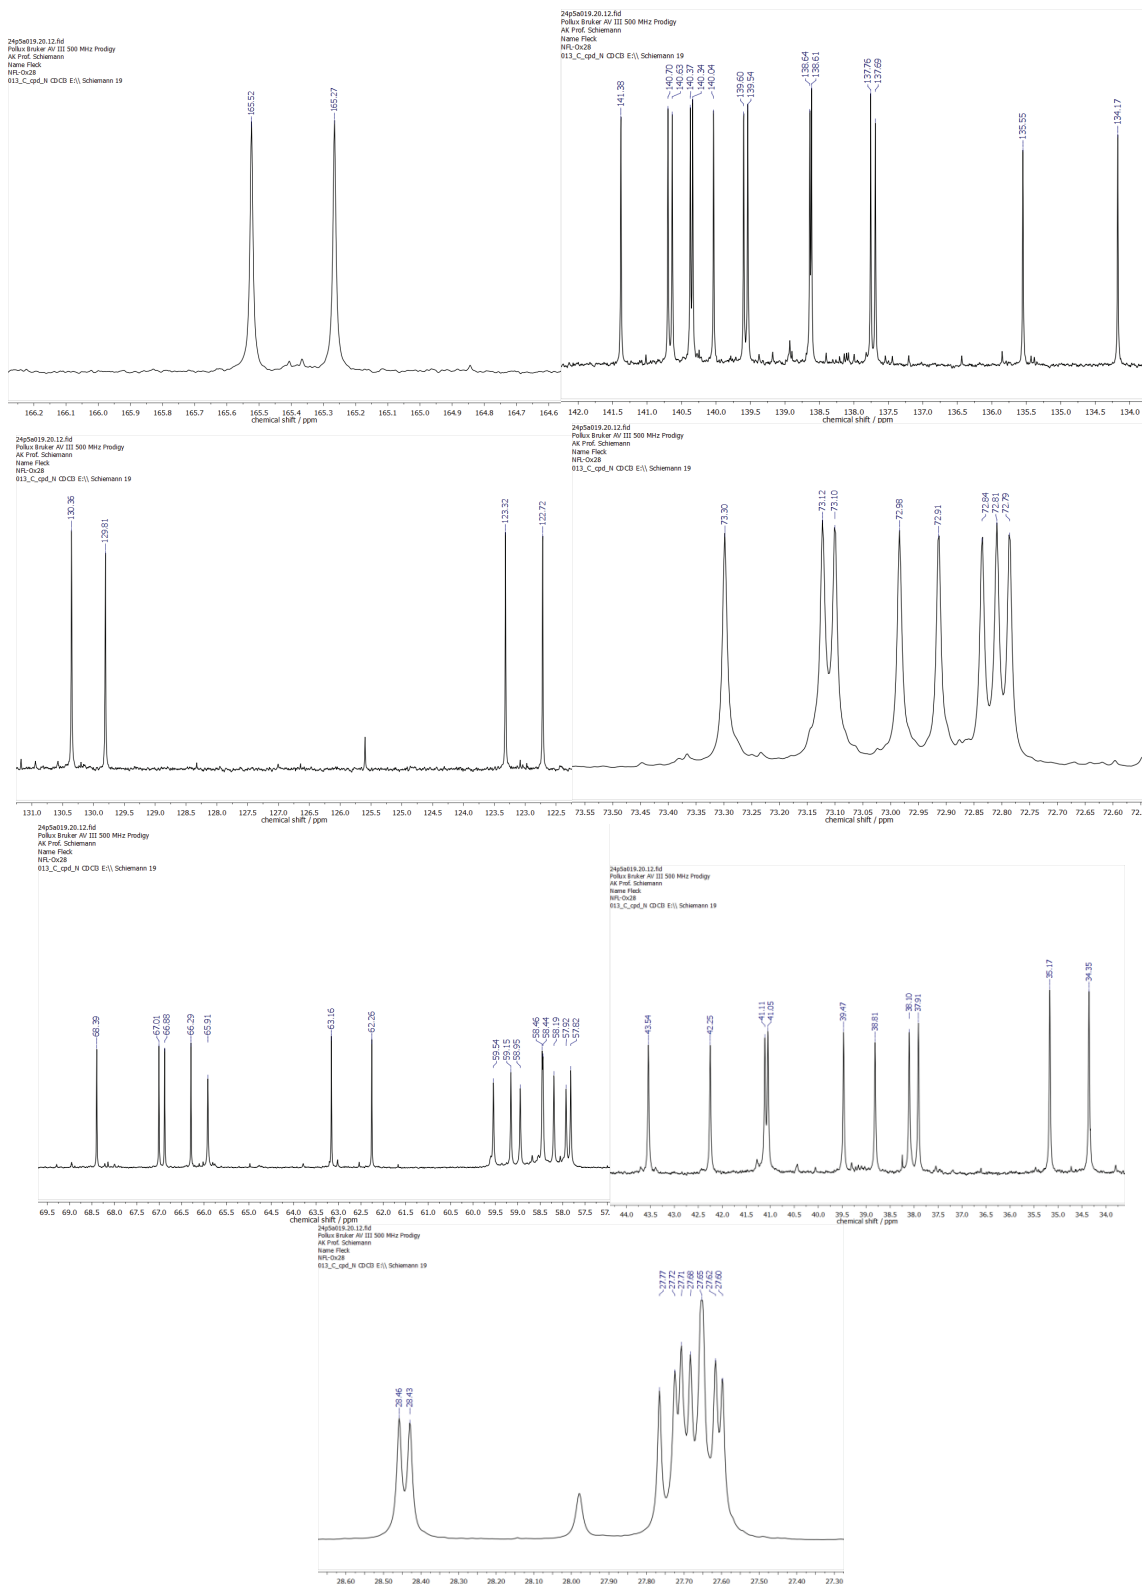 24p5a019.20.12.fid
Pollux Bruker AV III 500 MHz Prodigy
AK Prof. Schiemann
Name Fleck
NFL-Ox28
013_C_cpd_N CDCl3 E:\\ Schiemann 19
165.52
165.27
166.2 166.1 166.0 165.9 165.8 165.7 165.6 165.5 165.4 165.3 165.2 165.1 165.0 164.9 164.8 164.7 164.6
chemical shift / ppm
24p5a019.20.12.fid
Pollux Bruker AV III 500 MHz Prodigy
AK Prof. Schiemann
Name Fleck
NFL-Ox28
013_C_cpd_N CDCl3 E:\\ Schiemann 19
141.38
140.70
140.63
140.37
140.34
140.04
139.60
139.54
138.64
138.61
137.76
137.69
135.55
134.17
142.0 141.5 141.0 140.5 140.0 139.5 139.0 138.5 138.0 137.5 137.0 136.5 136.0 135.5 135.0 134.5 134.0
chemical shift / ppm
24p5a019.20.12.fid
Pollux Bruker AV III 500 MHz Prodigy
AK Prof. Schiemann
Name Fleck
NFL-Ox28
013_C_cpd_N CDCl3 E:\\ Schiemann 19
130.36
129.81
123.32
122.72
131.0 130.5 130.0 129.5 129.0 128.5 128.0 127.5 127.0 126.5 126.0 125.5 125.0 124.5 124.0 123.5 123.0 122.5
chemical shift / ppm
24p5a019.20.12.fid
Pollux Bruker AV III 500 MHz Prodigy
AK Prof. Schiemann
Name Fleck
NFL-Ox28
013_C_cpd_N CDCl3 E:\\ Schiemann 19
73.30
73.12
73.10
72.98
72.91
72.84
72.81
72.79
73.55 73.50 73.45 73.40 73.35 73.30 73.25 73.20 73.15 73.10 73.05 73.00 72.95 72.90 72.85 72.80 72.75 72.70 72.65 72.60
chemical shift / ppm
24p5a019.20.12.fid
Pollux Bruker AV III 500 MHz Prodigy
AK Prof. Schiemann
Name Fleck
NFL-Ox28
013_C_cpd_N CDCl3 E:\\ Schiemann 19
68.39
67.01
66.88
66.29
65.91
63.16
62.26
59.54
59.15
58.95
58.46
58.44
58.19
57.92
57.82
69.5 69.0 68.5 68.0 67.5 67.0 66.5 66.0 65.5 65.0 64.5 64.0 63.5 63.0 62.5 62.0 61.5 61.0 60.5 60.0 59.5 59.0 58.5 58.0 57.5
chemical shift / ppm
24p5a019.20.12.fid
Pollux Bruker AV III 500 MHz Prodigy
AK Prof. Schiemann
Name Fleck
NFL-Ox28
013_C_cpd_N CDCl3 E:\\ Schiemann 19
43.54
42.25
41.11
41.05
39.47
38.81
38.10
37.91
35.17
34.35
44.0 43.5 43.0 42.5 42.0 41.5 41.0 40.5 40.0 39.5 39.0 38.5 38.0 37.5 37.0 36.5 36.0 35.5 35.0 34.5 34.0
chemical shift / ppm
24p5a019.20.12.fid
Pollux Bruker AV III 500 MHz Prodigy
AK Prof. Schiemann
Name Fleck
NFL-Ox28
013_C_cpd_N CDCl3 E:\\ Schiemann 19
28.46
28.43
27.77
27.72
27.71
27.68
27.65
27.62
27.60
28.60 28.50 28.40 28.30 28.20 28.10 28.00 27.90 27.80 27.70 27.60 27.50 27.40 27.30